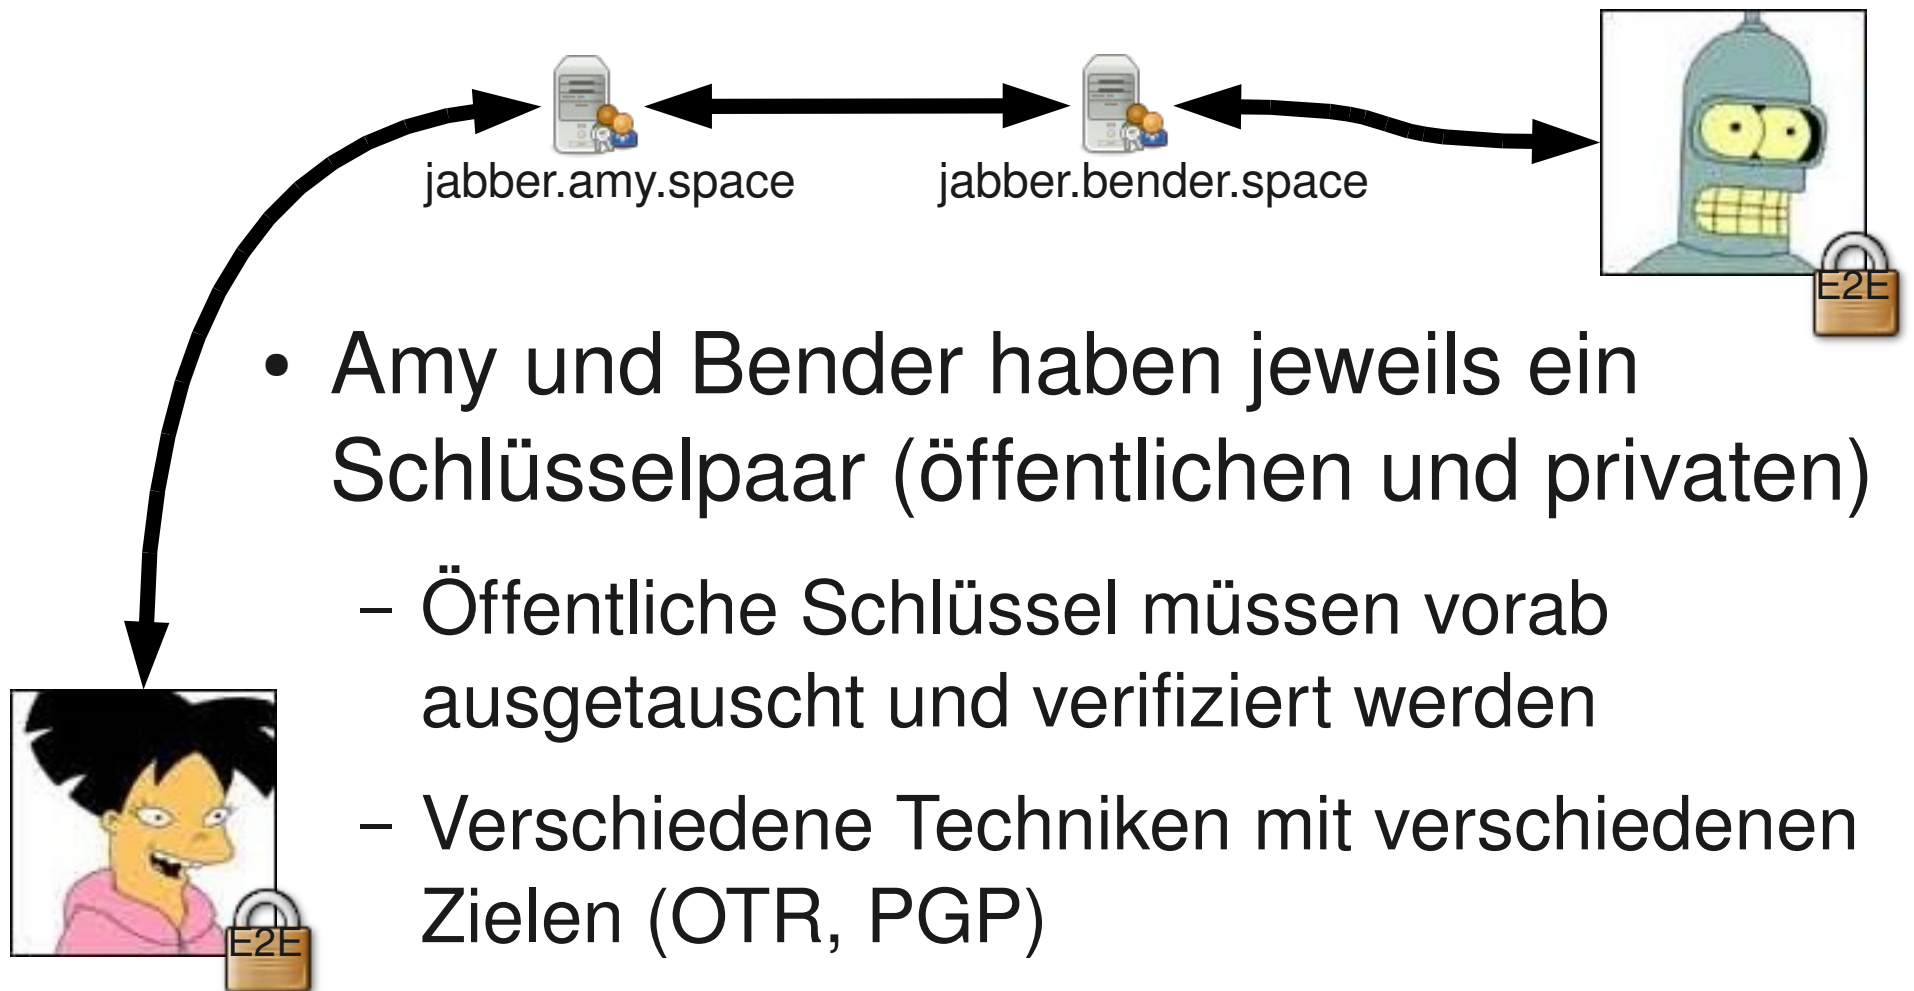 jabber.amy.space
jabber.bender.space
E2E
• Amy und Bender haben jeweils ein
Schlüsselpaar (öffentlichen und privaten)
– Öffentliche Schlüssel müssen vorab
ausgetauscht und verifiziert werden
– Verschiedene Techniken mit verschiedenen
Zielen (OTR, PGP)
E2E